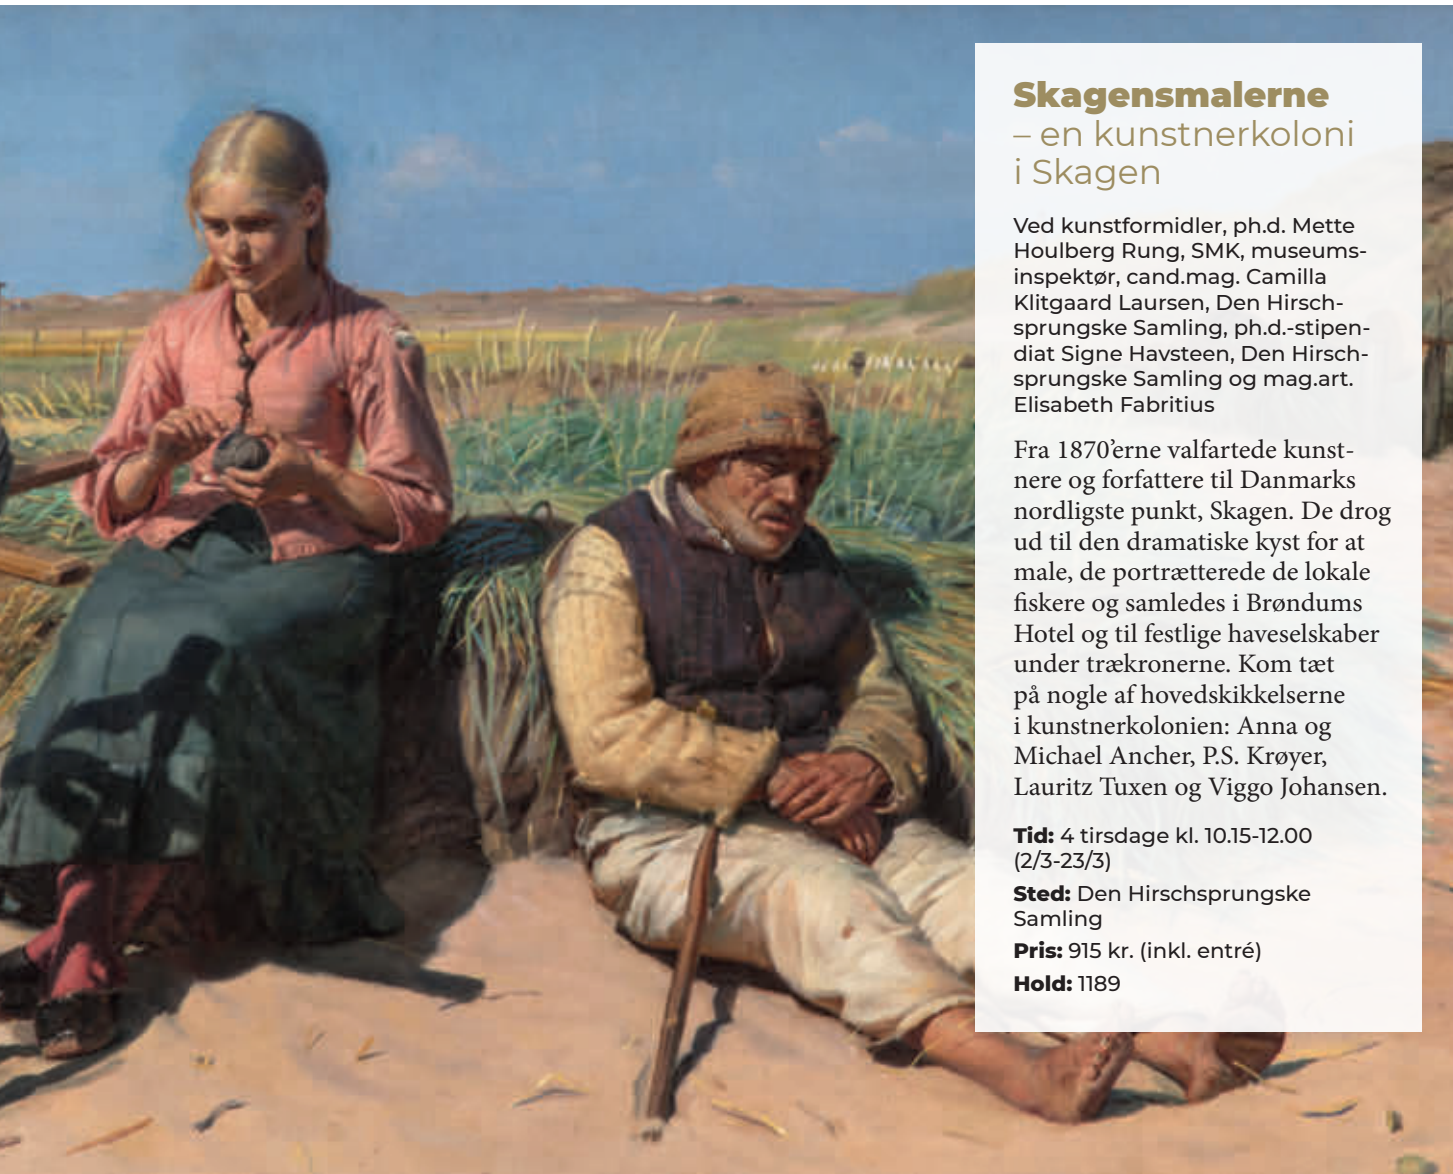 Skagensmalerne
– en kunstnerkoloni
i Skagen
Ved kunstformidler, ph.d. Mette
Houlberg Rung, SMK, museums-
inspektør, cand.mag. Camilla
Klitgaard Laursen, Den Hirsch-
sprungske Samling, ph.d.-stipen-
diat Signe Havsteen, Den Hirsch-
sprungske Samling og mag.art.
Elisabeth Fabritius
Fra 1870’erne valfartede kunst-
nere og forfattere til Danmarks
nordligste punkt, Skagen. De drog
ud til den dramatiske kyst for at
male, de portrætterede de lokale
fiskere og samledes i Brøndums
Hotel og til festlige haveselskaber
under trækronerne. Kom tæt
på nogle af hovedskikkelserne
i kunstnerkolonien: Anna og
Michael Ancher, P.S. Krøyer,
Lauritz Tuxen og Viggo Johansen.
Tid: 4 tirsdage kl. 10.15-12.00
(2/3-23/3)
Sted: Den Hirschsprungske
Samling
Pris: 915 kr. (inkl. entré)
Hold: 1189